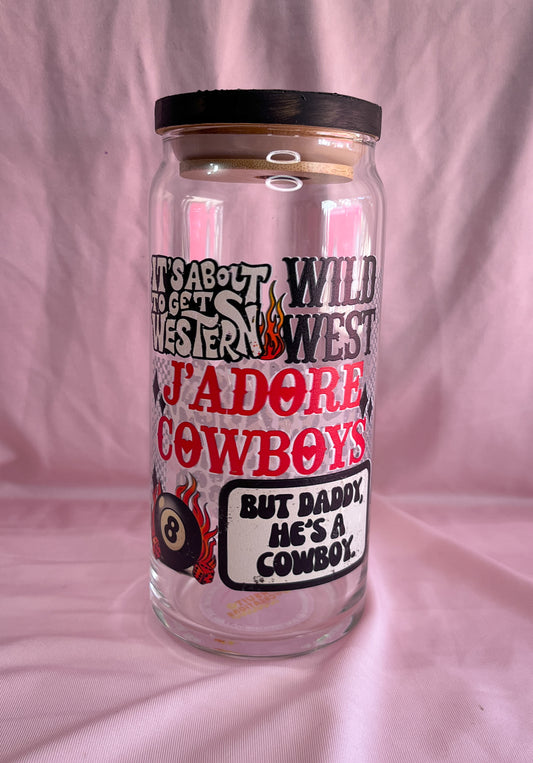 IT'S ABOUT
TO GET
WESTERN
WILD
WEST
J'ADORE
COWBOYS
8
BUT DADDY,
HE'S A
COWBOY.